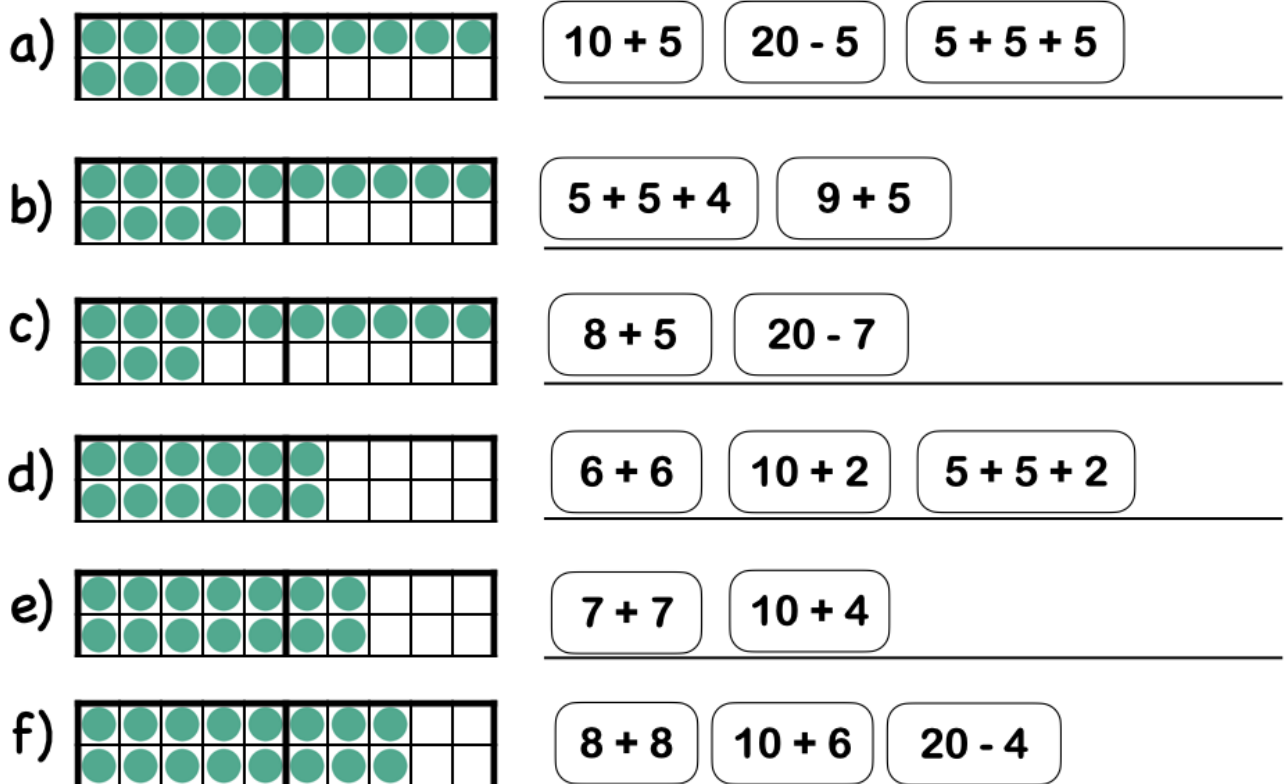 a) 10 + 5 20 - 5 5 + 5 + 5
b) 5 + 5 + 4 9 + 5
c) 8 + 5 20 - 7
d) 6 + 6 10 + 2 5 + 5 + 2
e) 7 + 7 10 + 4
f) 8 + 8 10 + 6 20 - 4